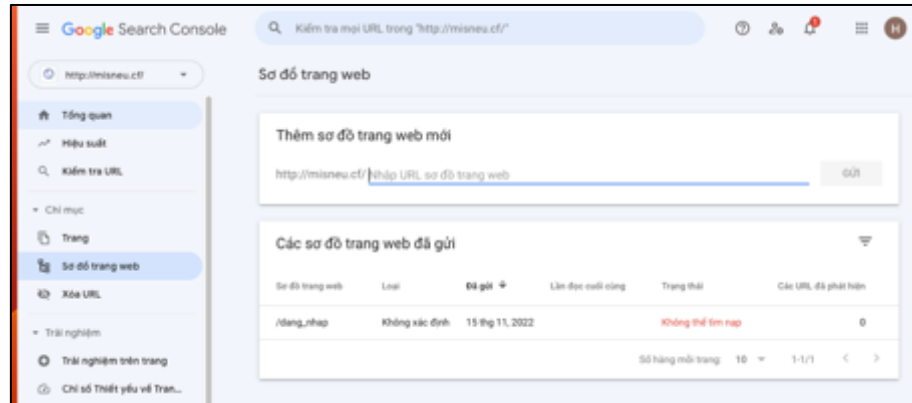 Google Search Console
Kiểm tra mọi URL trong "http://misneu.cf/"
H
http://misneu.cf/
Sơ đồ trang web
Tổng quan
Hiệu suất
Kiểm tra URL
Chỉ mục
Trang
Sơ đồ trang web
Xóa URL
Trải nghiệm
Trải nghiệm trên trang
Chỉ số Thiết yếu về Tran...
Thêm sơ đồ trang web mới
http://misneu.cf/ Nhập URL sơ đồ trang web
GỬI
Các sơ đồ trang web đã gửi
Sơ đồ trang web Loại Đã gửi Lần đọc cuối cùng Trạng thái Các URL đã phát hiện
/dang_nhap Không xác định 15 thg 11, 2022 Không thể tìm nạp 0
Số hàng mỗi trang: 10 1-1/1